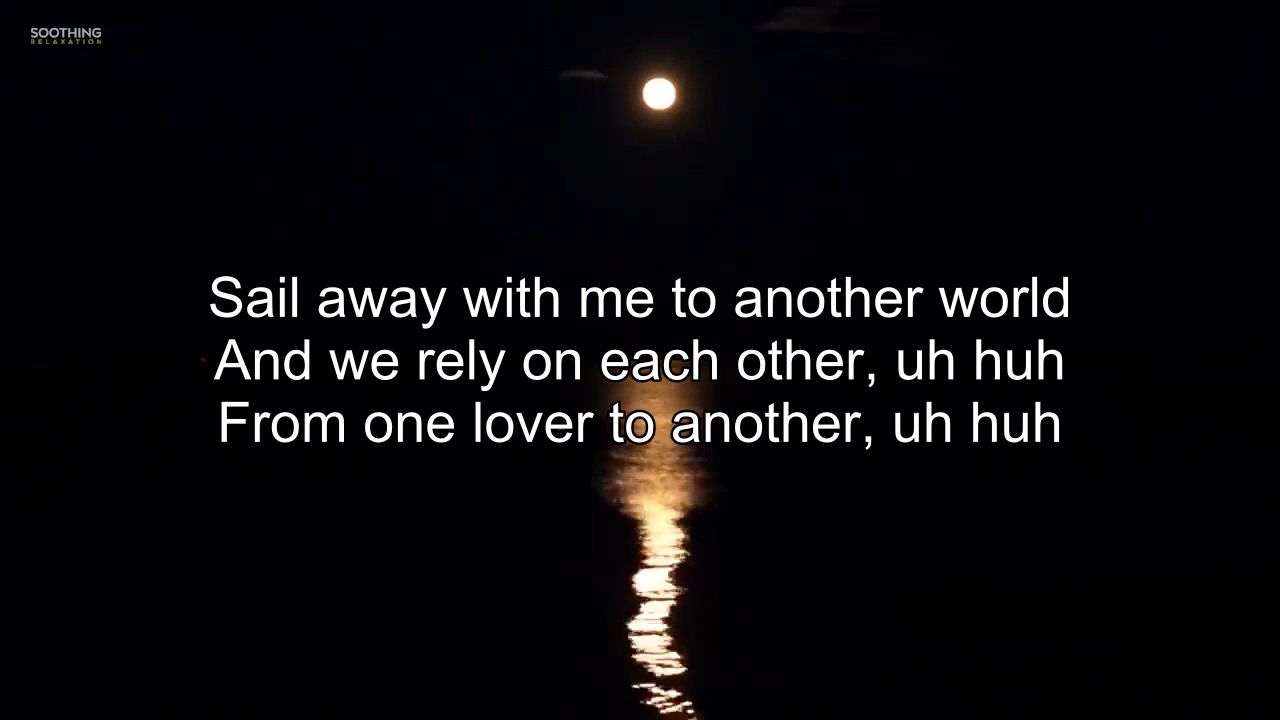 SOOTHING
RELAXATION
Sail away with me to another world
And we rely on each other, uh huh
From one lover to another, uh huh